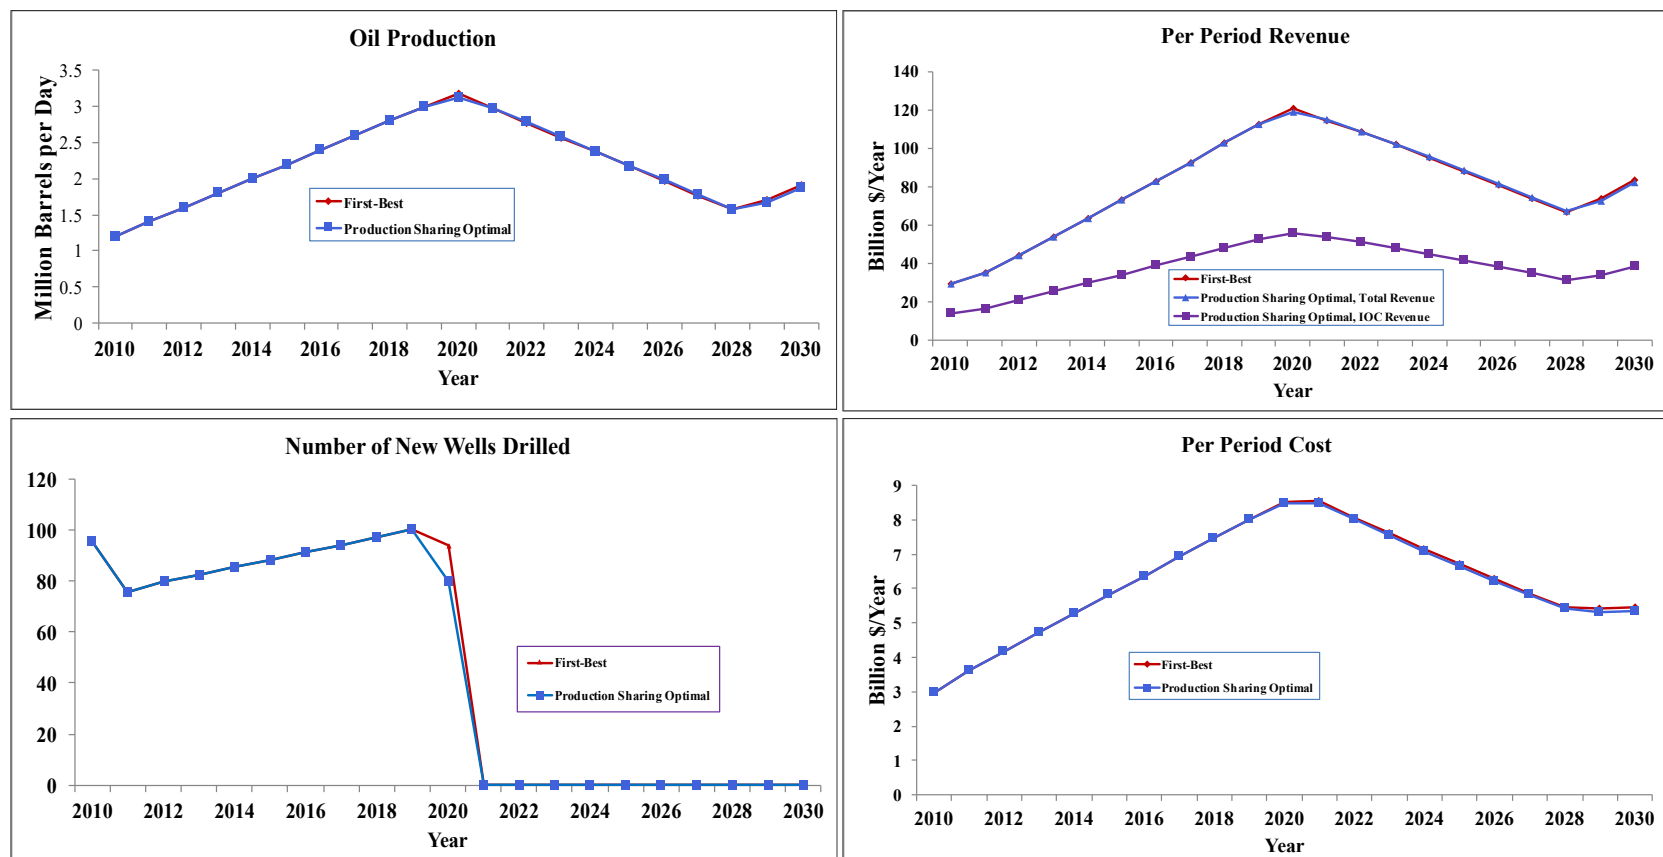 Oil Production
Million Barrels per Day
3.5
3
2.5
2
1.5
1
0.5
0
First-Best
Production Sharing Optimal
2010 2012 2014 2016 2018 2020 2022 2024 2026 2028 2030
Year
Per Period Revenue
Billion $/Year
140
120
100
80
60
40
20
0
First-Best
Production Sharing Optimal, Total Revenue
Production Sharing Optimal, IOC Revenue
2010 2012 2014 2016 2018 2020 2022 2024 2026 2028 2030
Year
Number of New Wells Drilled
120
100
80
60
40
20
0
First-Best
Production Sharing Optimal
2010 2012 2014 2016 2018 2020 2022 2024 2026 2028 2030
Year
Per Period Cost
Billion $/Year
9
8
7
6
5
4
3
2
1
0
First-Best
Production Sharing Optimal
2010 2012 2014 2016 2018 2020 2022 2024 2026 2028 2030
Year